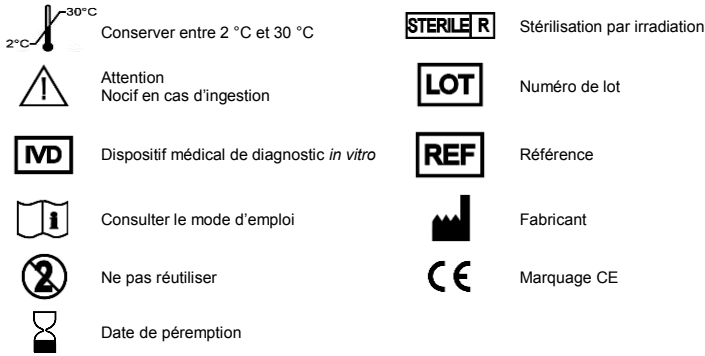 30°C
2°C
Conserver entre 2 °C et 30 °C
Attention
Nocif en cas d'ingestion
IVD
Dispositif médical de diagnostic in vitro
i
Consulter le mode d'emploi
2
Ne pas réutiliser
Date de péremption
STERILE R
Stérilisation par irradiation
LOT
Numéro de lot
REF
Référence
Fabricant
CE
Marquage CE